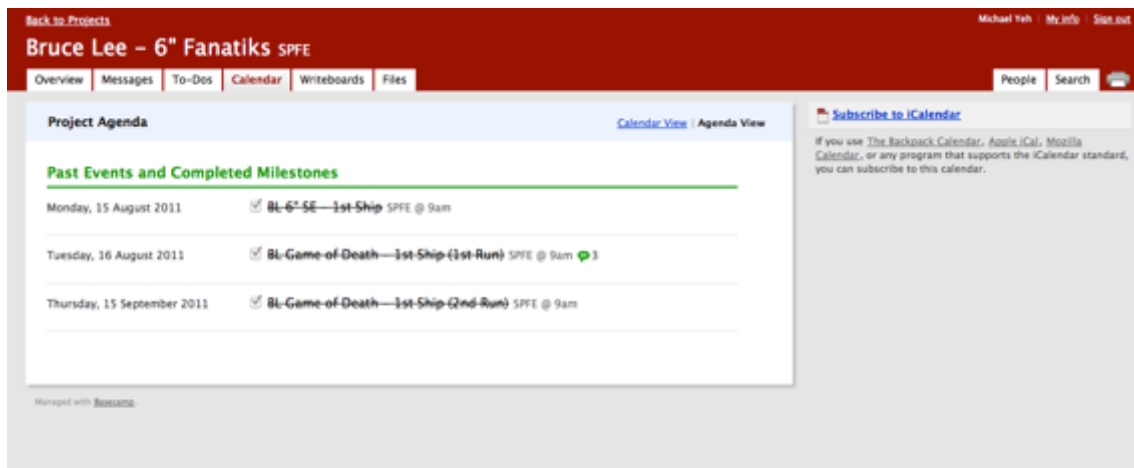 Back to Projects
Michael Yeh | My info | Sign out
Bruce Lee – 6" Fanatiks SPFE
Overview Messages To-Dos Calendar Writeboards Files People Search
Project Agenda
Calendar View | Agenda View
Subscribe to iCalendar
If you use The Backpack Calendar, Apple iCal, Mozilla
Calendar, or any program that supports the iCalendar standard,
you can subscribe to this calendar.
Past Events and Completed Milestones
Monday, 15 August 2011 BL 6" SE – 1st Ship SPFE @ 9am
Tuesday, 16 August 2011 BL Game of Death – 1st Ship (1st Run) SPFE @ 9am 3
Thursday, 15 September 2011 BL Game of Death – 1st Ship (2nd Run) SPFE @ 9am
Managed with Basecamp.